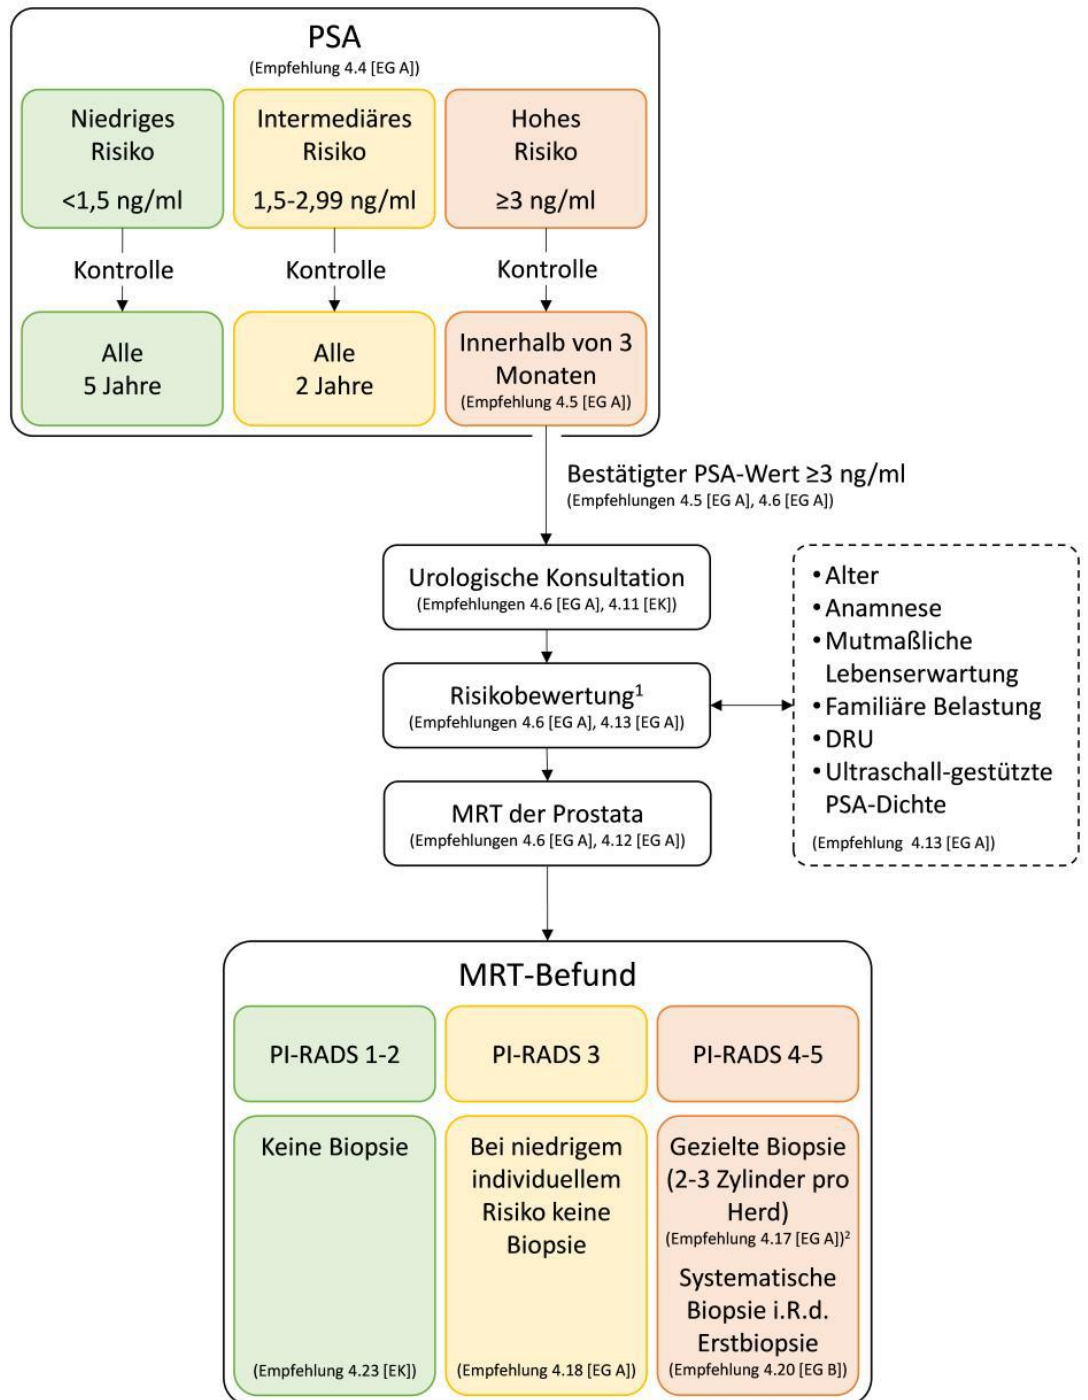 PSA
(Empfehlung 4.4 [EG A])
Niedriges
Risiko
<1,5 ng/ml
Intermediäres
Risiko
1,5-2,99 ng/ml
Hohes
Risiko
≥3 ng/ml
Kontrolle
Kontrolle
Kontrolle
Alle
5 Jahre
Alle
2 Jahre
Innerhalb von 3
Monaten
(Empfehlung 4.5 [EG A])
Bestätigter PSA-Wert ≥3 ng/ml
(Empfehlungen 4.5 [EG A], 4.6 [EG A])
Urologische Konsultation
(Empfehlungen 4.6 [EG A], 4.11 [EK])
Risikobewertung¹
(Empfehlungen 4.6 [EG A], 4.13 [EG A])
• Alter
• Anamnese
• Mutmaßliche
Lebenserwartung
• Familiäre Belastung
• DRU
• Ultraschall-gestützte
PSA-Dichte
(Empfehlung 4.13 [EG A])
MRT der Prostata
(Empfehlungen 4.6 [EG A], 4.12 [EG A])
MRT-Befund
PI-RADS 1-2
PI-RADS 3
PI-RADS 4-5
Keine Biopsie
(Empfehlung 4.23 [EK])
Bei niedrigem
individuellem
Risiko keine
Biopsie
(Empfehlung 4.18 [EG A])
Gezielte Biopsie
(2-3 Zylinder pro
Herd)
(Empfehlung 4.17 [EG A])²
Systematische
Biopsie i.R.d.
Erstbiopsie
(Empfehlung 4.20 [EG B])